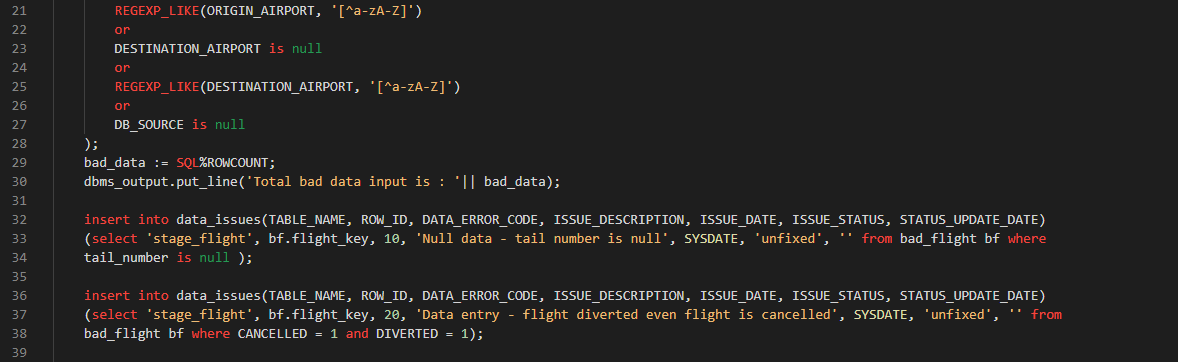 21 REGEXP_LIKE(ORIGIN_AIRPORT, '[^a-zA-Z]')
22 or
23 DESTINATION_AIRPORT is null
24 or
25 REGEXP_LIKE(DESTINATION_AIRPORT, '[^a-zA-Z]')
26 or
27 DB_SOURCE is null
28 );
29 bad_data := SQL%ROWCOUNT;
30 dbms_output.put_line('Total bad data input is : '|| bad_data);
31
32 insert into data_issues(TABLE_NAME, ROW_ID, DATA_ERROR_CODE, ISSUE_DESCRIPTION, ISSUE_DATE, ISSUE_STATUS, STATUS_UPDATE_DATE)
33 (select 'stage_flight', bf.flight_key, 10, 'Null data - tail number is null', SYSDATE, 'unfixed', '' from bad_flight bf where
34 tail_number is null );
35
36 insert into data_issues(TABLE_NAME, ROW_ID, DATA_ERROR_CODE, ISSUE_DESCRIPTION, ISSUE_DATE, ISSUE_STATUS, STATUS_UPDATE_DATE)
37 (select 'stage_flight', bf.flight_key, 20, 'Data entry - flight diverted even flight is cancelled', SYSDATE, 'unfixed', '' from
38 bad_flight bf where CANCELLED = 1 and DIVERTED = 1);
39